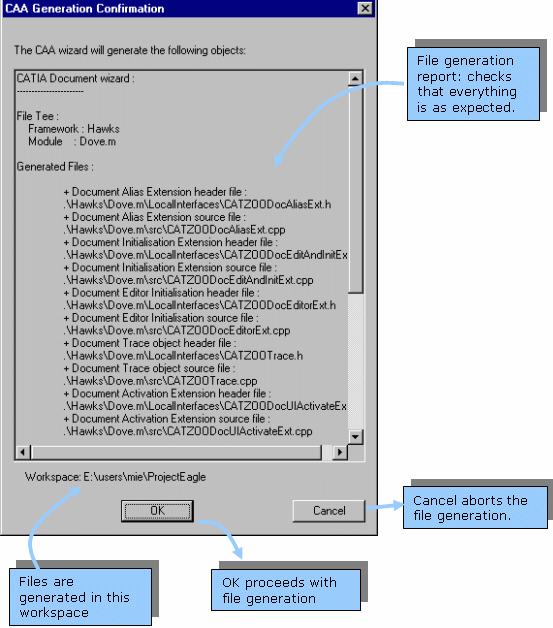 CAA Generation Confirmation
The CAA wizard will generate the following objects:
CATIA Document wizard :
-----------------------
File Tee :
Framework : Hawks
Module : Dove.m
Generated Files :
+ Document Alias Extension header file :
.\Hawks\Dove.m\LocalInterfaces\CATZOODocAliasExt.h
+ Document Alias Extension source file :
.\Hawks\Dove.m\src\CATZOODocAliasExt.cpp
+ Document Initialisation Extension header file :
.\Hawks\Dove.m\LocalInterfaces\CATZOODocEditAndInitEx
+ Document Initialisation Extension source file :
.\Hawks\Dove.m\src\CATZOODocEditAndInitExt.cpp
+ Document Editor Initialisation header file :
.\Hawks\Dove.m\LocalInterfaces\CATZOODocEditorExt.h
+ Document Editor Initialisation source file :
.\Hawks\Dove.m\src\CATZOODocEditorExt.cpp
+ Document Trace object header file :
.\Hawks\Dove.m\LocalInterfaces\CATZOOTrace.h
+ Document Trace object source file :
.\Hawks\Dove.m\src\CATZOOTrace.cpp
+ Document Activation Extension header file :
.\Hawks\Dove.m\LocalInterfaces\CATZOODocUIActivateEx
+ Document Activation Extension source file :
.\Hawks\Dove.m\src\CATZOODocUIActivateExt.cpp
Workspace: E:\users\mie\ProjectEagle
OK
Cancel
File generation
report: checks
that everything
is as expected.
Cancel aborts the
file generation.
Files are
generated in this
workspace
OK proceeds with
file generation